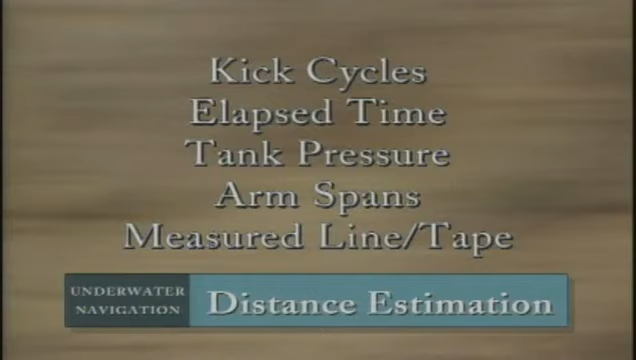 Kick Cycles
Elapsed Time
Tank Pressure
Arm Spans
Measured Line/Tape
UNDERWATER
NAVIGATION
Distance Estimation